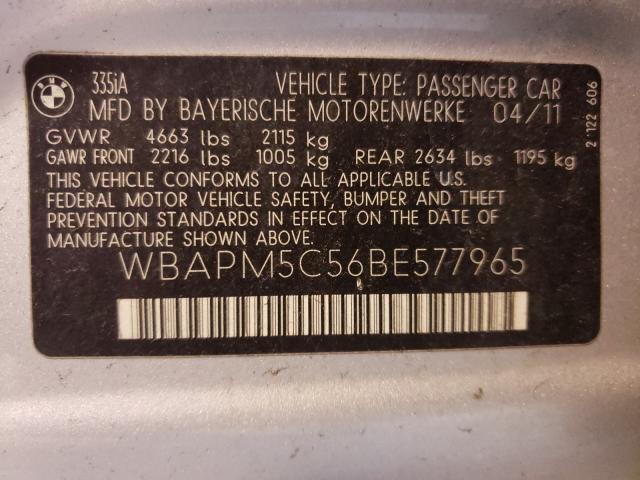 BMW
335iA VEHICLE TYPE: PASSENGER CAR
MFD BY BAYERISCHE MOTORENWERKE 04/11
GVWR 4663 lbs 2115 kg
GAWR FRONT 2216 lbs 1005 kg REAR 2634 lbs 1195 kg
THIS VEHICLE CONFORMS TO ALL APPLICABLE U.S.
FEDERAL MOTOR VEHICLE SAFETY, BUMPER AND THEFT
PREVENTION STANDARDS IN EFFECT ON THE DATE OF
MANUFACTURE SHOWN ABOVE.
WBAPM5C56BE577965
2 122 606